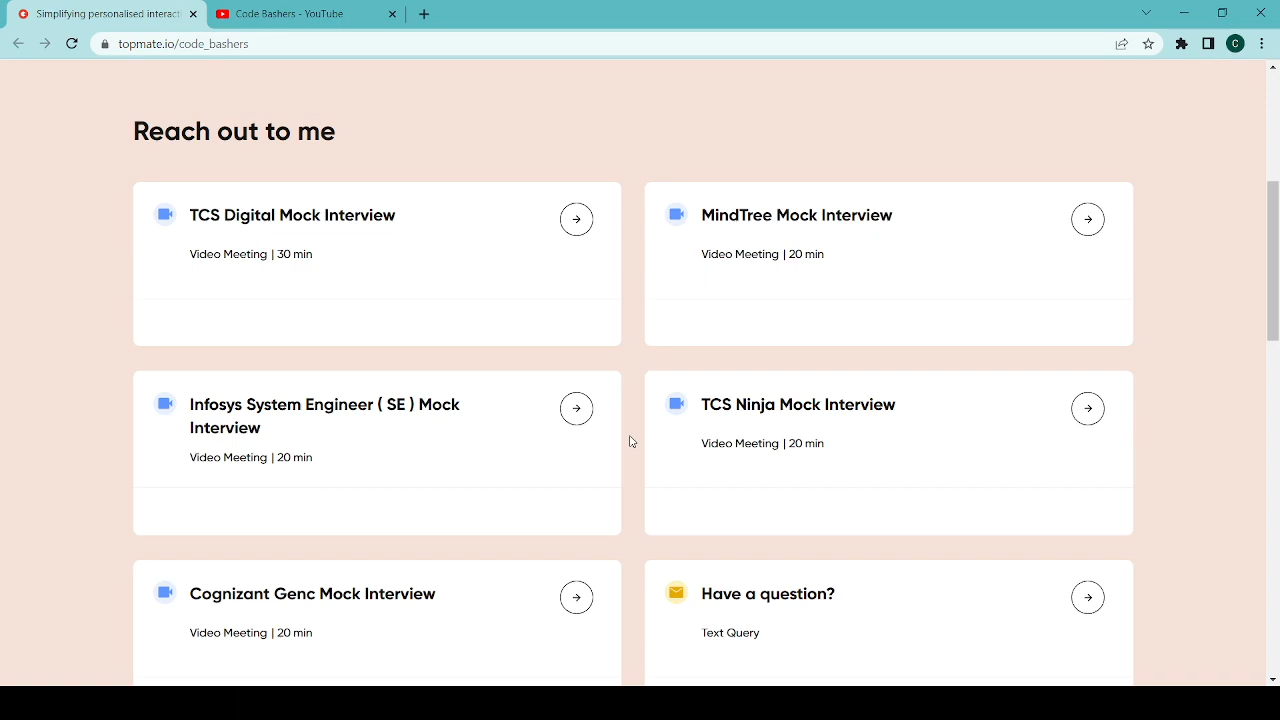 Simplifying personalised interact
Code Bashers - YouTube
topmate.io/code_bashers
C
Reach out to me
TCS Digital Mock Interview
Video Meeting | 30 min
MindTree Mock Interview
Video Meeting | 20 min
Infosys System Engineer ( SE ) Mock
Interview
Video Meeting | 20 min
TCS Ninja Mock Interview
Video Meeting | 20 min
Cognizant Genc Mock Interview
Video Meeting | 20 min
Have a question?
Text Query